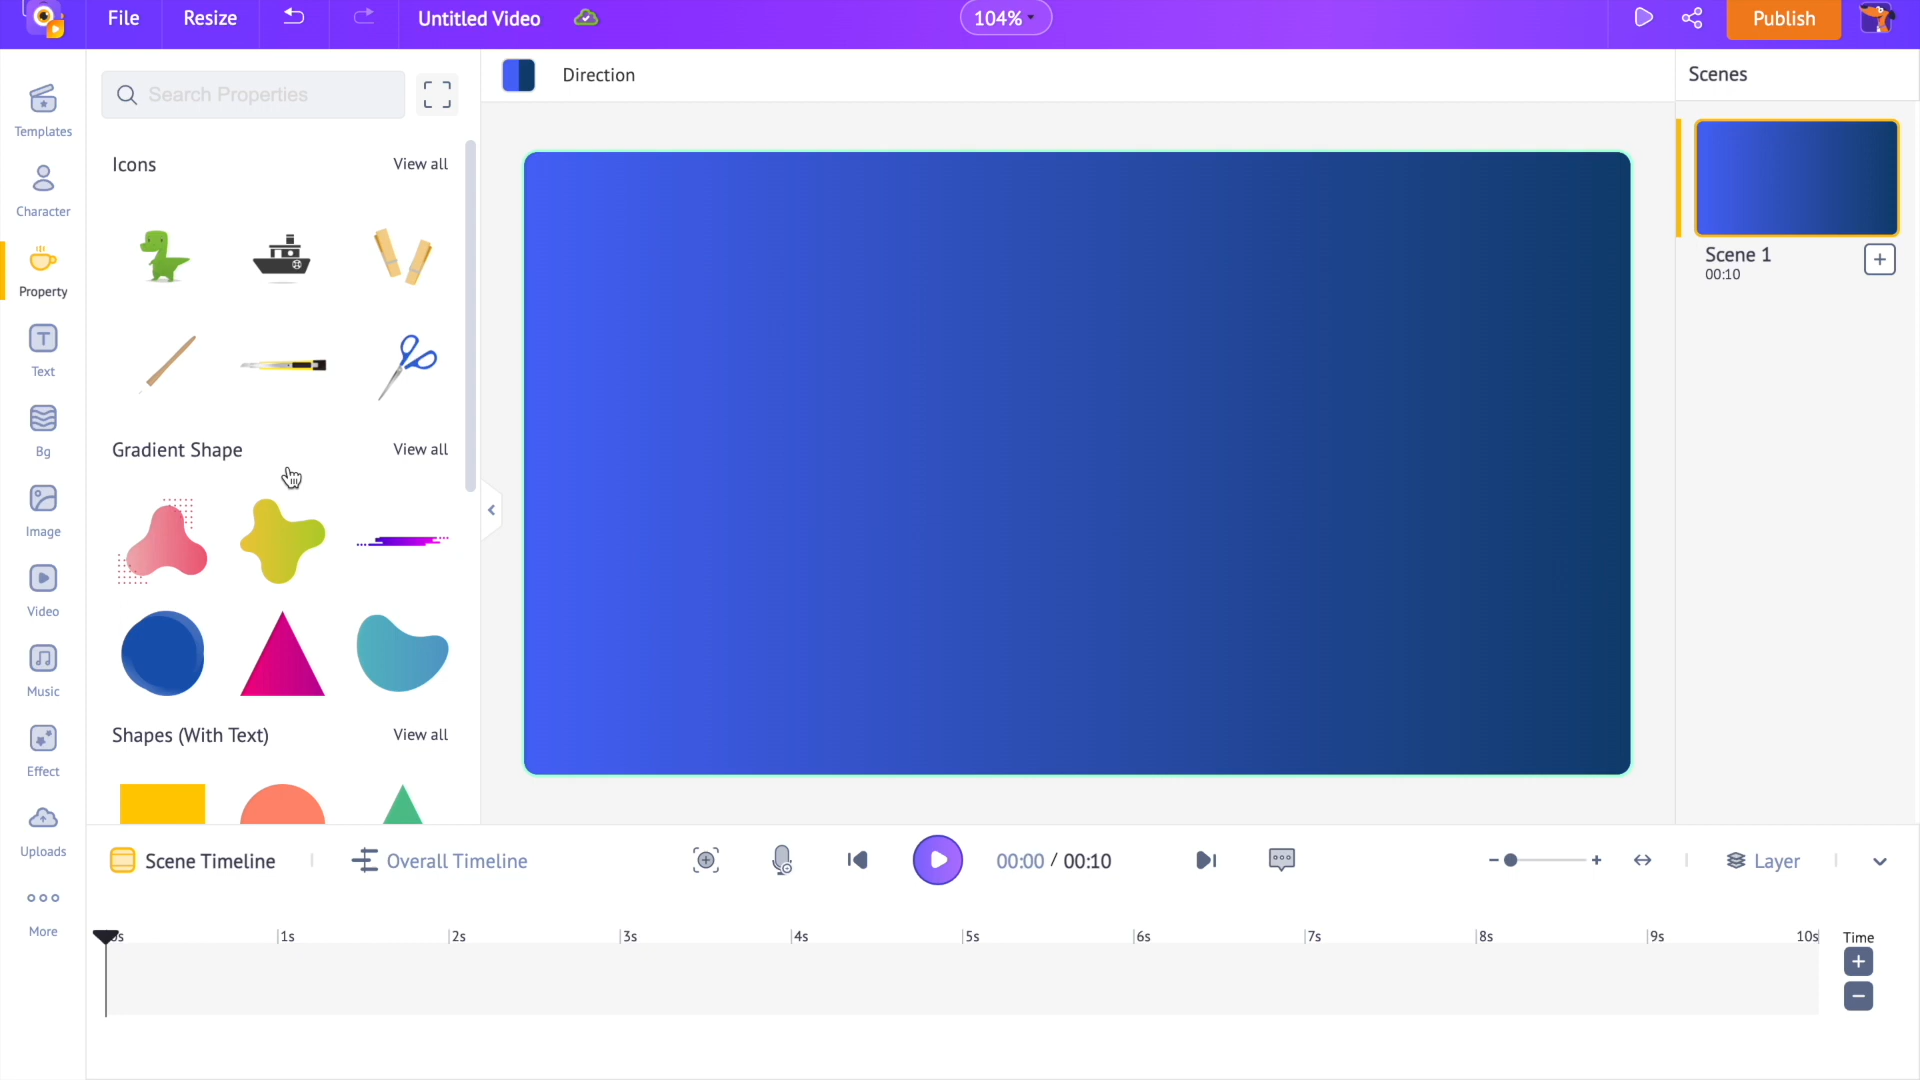 File
Resize
Untitled Video
104%
Publish
Templates
Character
Property
Text
Bg
Image
Video
Music
Effect
Uploads
More
Search Properties
Icons
View all
Gradient Shape
View all
Shapes (With Text)
View all
Direction
Scenes
Scene 1
00:10
Scene Timeline
Overall Timeline
00:00 / 00:10
Layer
1s
2s
3s
4s
5s
6s
7s
8s
9s
10s
Time